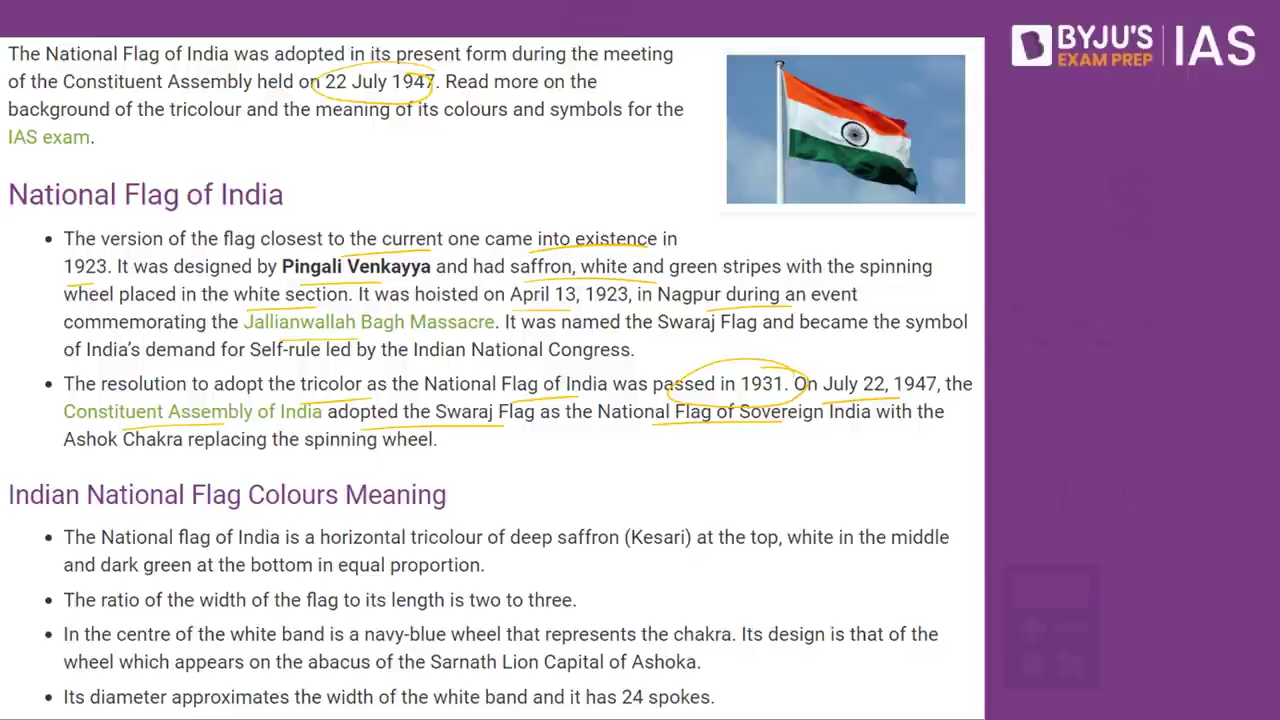 The National Flag of India was adopted in its present form during the meeting
of the Constituent Assembly held on 22 July 1947. Read more on the
background of the tricolour and the meaning of its colours and symbols for the
IAS exam.
BYJU'S
EXAM PREP
IAS
National Flag of India
• The version of the flag closest to the current one came into existence in
1923. It was designed by Pingali Venkayya and had saffron, white and green stripes with the spinning
wheel placed in the white section. It was hoisted on April 13, 1923, in Nagpur during an event
commemorating the Jallianwallah Bagh Massacre. It was named the Swaraj Flag and became the symbol
of India's demand for Self-rule led by the Indian National Congress.
• The resolution to adopt the tricolor as the National Flag of India was passed in 1931. On July 22, 1947, the
Constituent Assembly of India adopted the Swaraj Flag as the National Flag of Sovereign India with the
Ashok Chakra replacing the spinning wheel.
Indian National Flag Colours Meaning
• The National flag of India is a horizontal tricolour of deep saffron (Kesari) at the top, white in the middle
and dark green at the bottom in equal proportion.
• The ratio of the width of the flag to its length is two to three.
• In the centre of the white band is a navy-blue wheel that represents the chakra. Its design is that of the
wheel which appears on the abacus of the Sarnath Lion Capital of Ashoka.
• Its diameter approximates the width of the white band and it has 24 spokes.